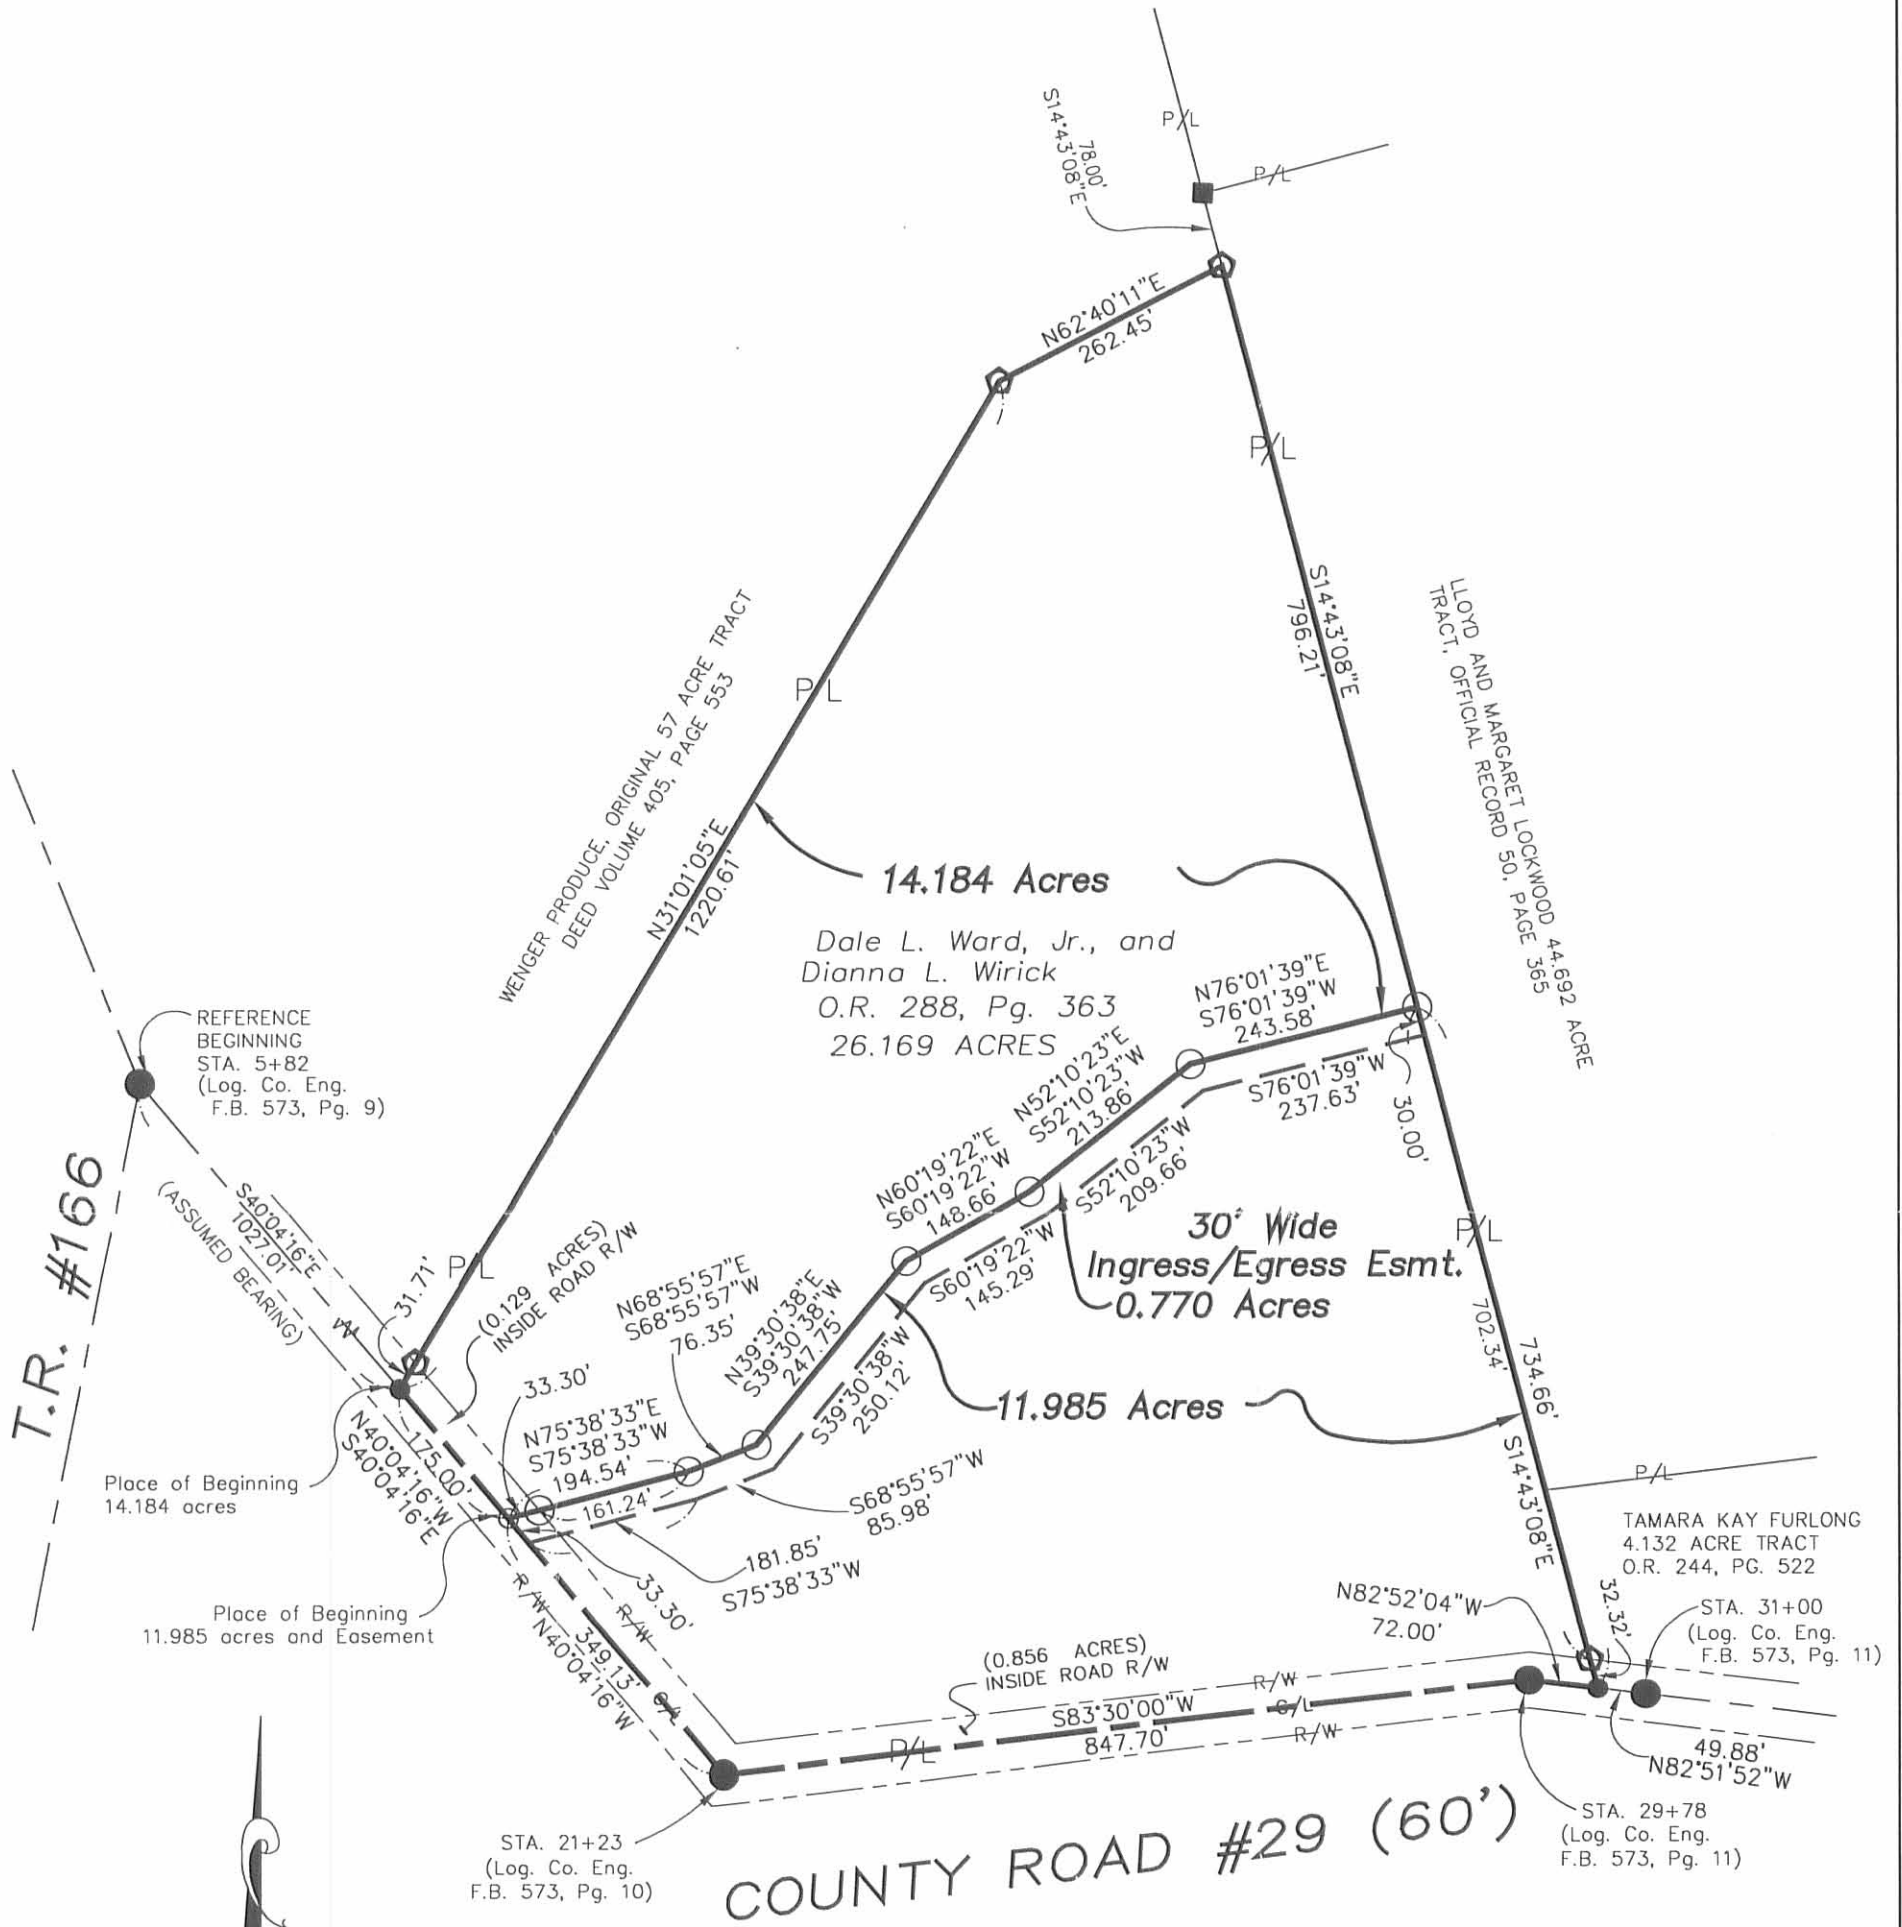 P/L
78.00'
S14°43'08"E
P/L
N62°40'11"E
262.45'
P/L
S14°43'08"E
796.21'
LLOYD AND MARGARET LOCKWOOD 44.692 ACRE
TRACT, OFFICIAL RECORD 50, PAGE 365
WENGER PRODUCE, ORIGINAL 57 ACRE TRACT
DEED VOLUME 405, PAGE 553
P/L
N31°01'05"E
1220.61'
14.184 Acres
Dale L. Ward, Jr., and
Dianna L. Wirick
O.R. 288, Pg. 363
26.169 ACRES
REFERENCE
BEGINNING
STA. 5+82
(Log. Co. Eng.
F.B. 573, Pg. 9)
T.R. #166
S40°04'16"E
1027.01'
(ASSUMED BEARING)
31.71'
P/L
(0.129 ACRES)
INSIDE ROAD R/W
N76°01'39"E
S76°01'39"W
243.58'
S76°01'39"W
237.63'
30.00'
N52°10'23"E
S52°10'23"W
213.86'
S52°10'23"W
209.66'
N60°19'22"E
S60°19'22"W
148.66'
S60°19'22"W
145.29'
30' Wide
Ingress/Egress Esmt.
0.770 Acres
P/L
N68°55'57"E
S68°55'57"W
76.35'
N39°30'38"E
S39°30'38"W
247.75'
S39°30'38"W
250.12'
11.985 Acres
702.34'
734.66'
S14°43'08"E
33.30'
N75°38'33"E
S75°38'33"W
194.54'
161.24'
S68°55'57"W
85.98'
181.85'
S75°38'33"W
33.30'
Place of Beginning
14.184 acres
175.00'
N40°04'16"W
S40°04'16"E
Place of Beginning
11.985 acres and Easement
R/W
R/W
349.13'
N40°04'16"W
C/L
P/L
TAMARA KAY FURLONG
4.132 ACRE TRACT
O.R. 244, PG. 522
N82°52'04"W
72.00'
32.32'
STA. 31+00
(Log. Co. Eng.
F.B. 573, Pg. 11)
(0.856 ACRES)
INSIDE ROAD R/W
R/W
S83°30'00"W
C/L
847.70'
R/W
P/L
49.88'
N82°51'52"W
STA. 29+78
(Log. Co. Eng.
F.B. 573, Pg. 11)
STA. 21+23
(Log. Co. Eng.
F.B. 573, Pg. 10)
COUNTY ROAD #29 (60')